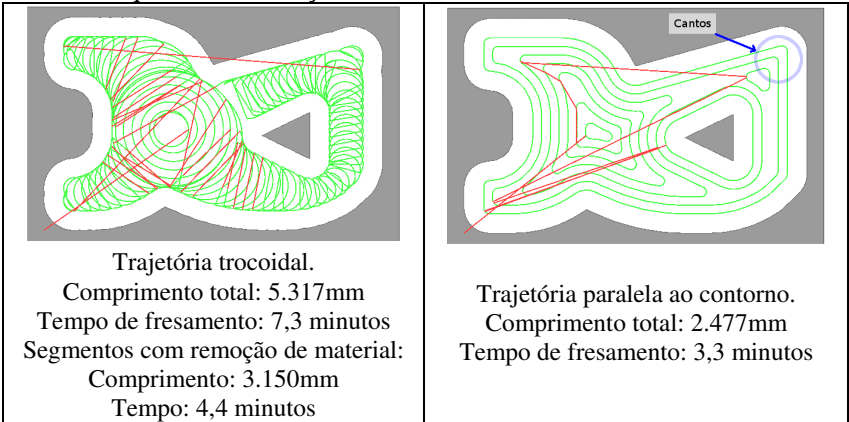 Cantos
Trajetória trocoidal.
Comprimento total: 5.317mm
Tempo de fresamento: 7,3 minutos
Segmentos com remoção de material:
Comprimento: 3.150mm
Tempo: 4,4 minutos
Trajetória paralela ao contorno.
Comprimento total: 2.477mm
Tempo de fresamento: 3,3 minutos